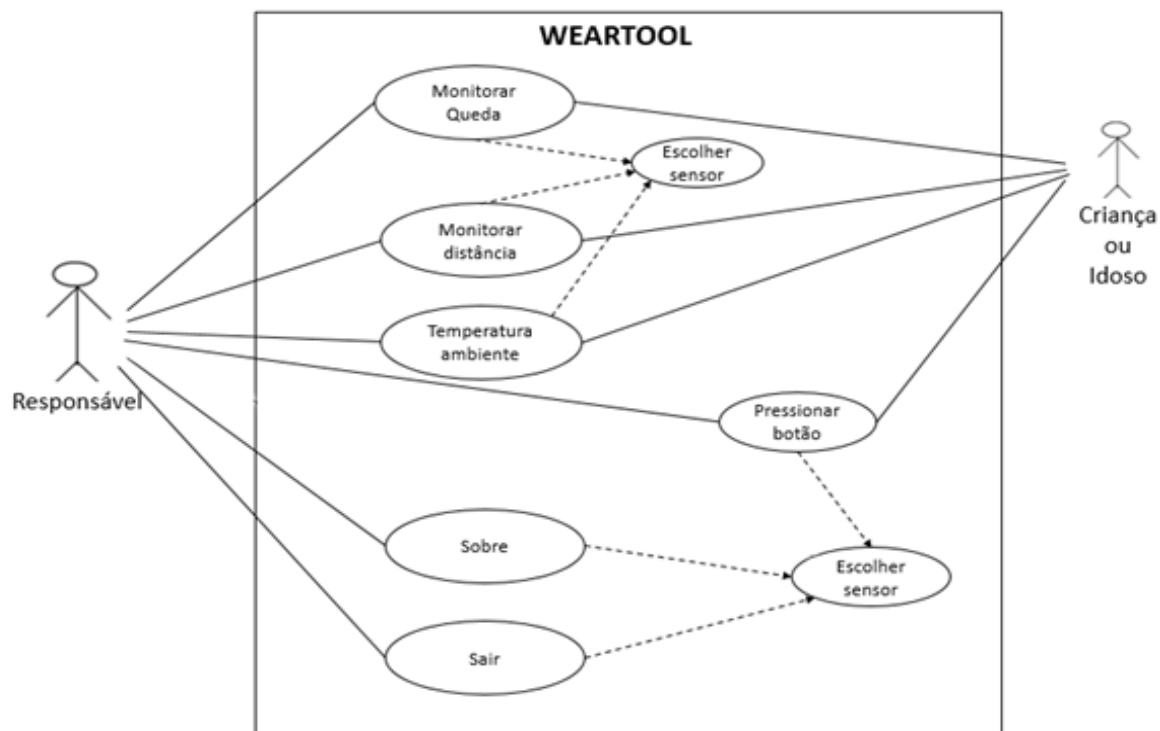 WEARTOOL
Monitorar
Queda
Escolher
sensor
Criança
ou
Idoso
Monitorar
distância
Temperatura
ambiente
Responsável
Pressionar
botão
Sobre
Escolher
sensor
Sair